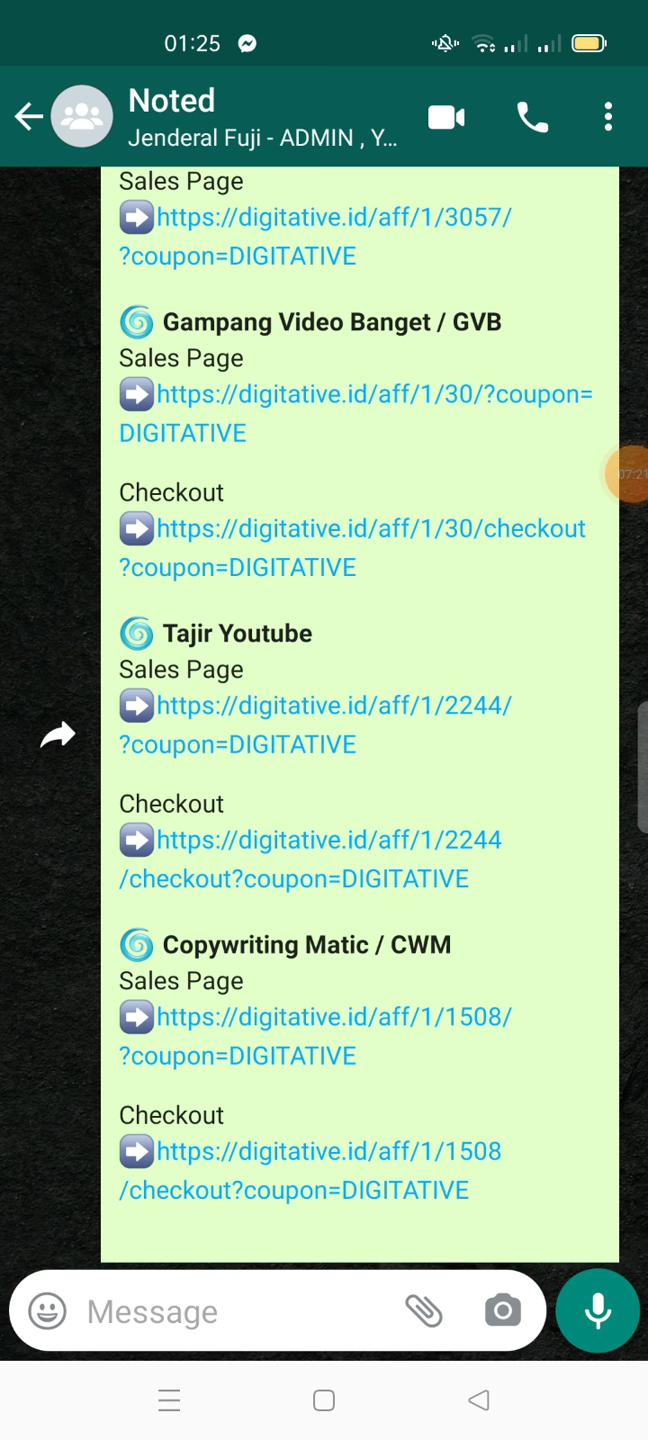 01:25
Noted
Jenderal Fuji - ADMIN , Y...
Sales Page
➡️https://digitative.id/aff/1/3057/
?coupon=DIGITATIVE
🌀 Gampang Video Banget / GVB
Sales Page
➡️https://digitative.id/aff/1/30/?coupon=
DIGITATIVE
07:21
Checkout
➡️https://digitative.id/aff/1/30/checkout
?coupon=DIGITATIVE
🌀 Tajir Youtube
Sales Page
➡️https://digitative.id/aff/1/2244/
?coupon=DIGITATIVE
Checkout
➡️https://digitative.id/aff/1/2244
/checkout?coupon=DIGITATIVE
🌀 Copywriting Matic / CWM
Sales Page
➡️https://digitative.id/aff/1/1508/
?coupon=DIGITATIVE
Checkout
➡️https://digitative.id/aff/1/1508
/checkout?coupon=DIGITATIVE
Message